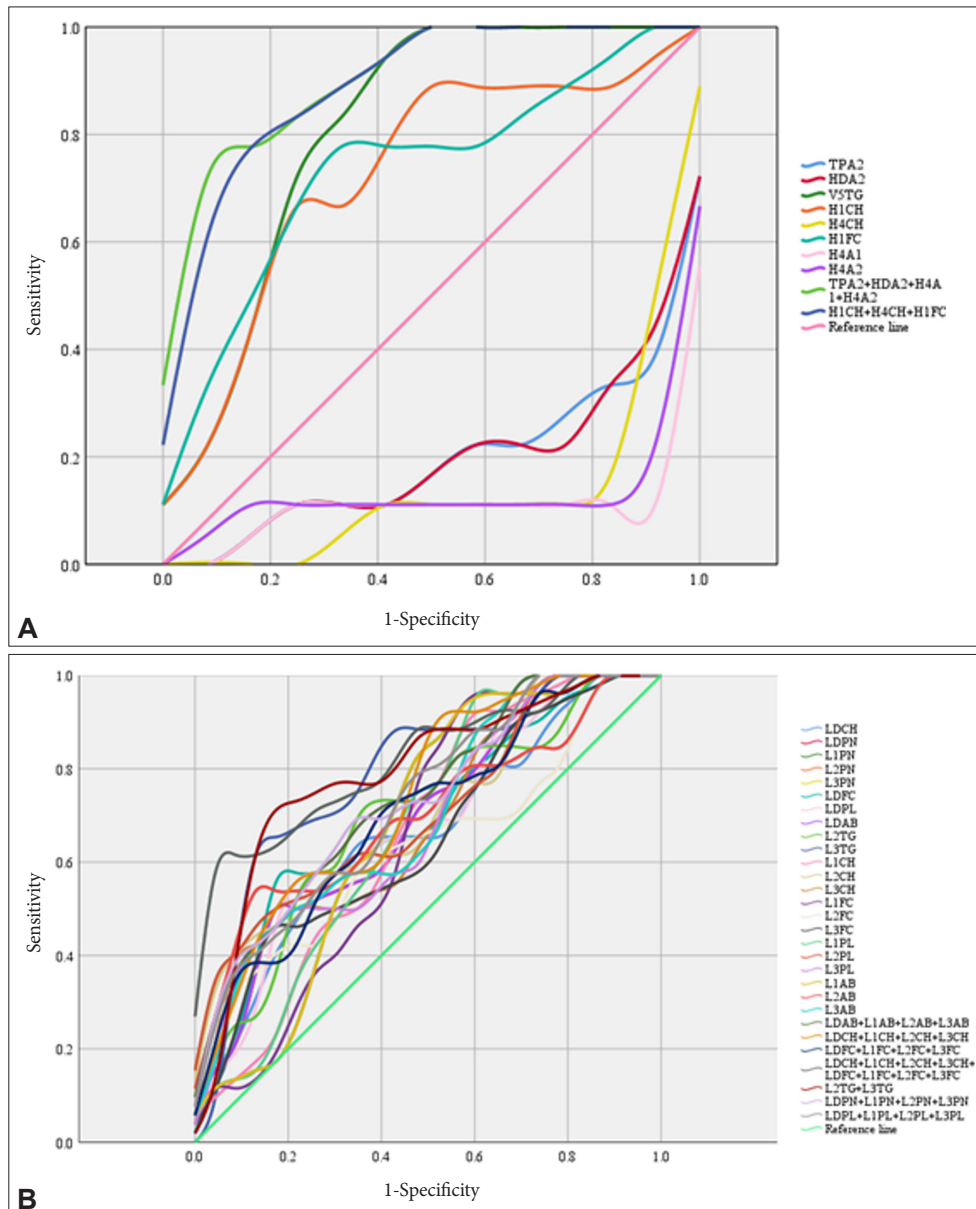 1.0
0.8
0.6
0.4
0.2
0.0
Sensitivity
0.0
0.2
0.4
0.6
0.8
1.0
1-Specificity
TPA2
HDA2
V5TG
H1CH
H4CH
H1FC
H4A1
H4A2
TPA2+HDA2+H4A
1+H4A2
H1CH+H4CH+H1FC
Reference line
A
1.0
0.8
0.6
0.4
0.2
0.0
Sensitivity
0.0
0.2
0.4
0.6
0.8
1.0
1-Specificity
LDCH
LDPN
L1PN
L2PN
L3PN
LDFC
LDPL
LDAB
L2TG
L3TG
L1CH
L2CH
L3CH
L1FC
L2FC
L3FC
L1PL
L2PL
L3PL
L1AB
L2AB
L3AB
LDAB+L1AB+L2AB+L3AB
LDCH+L1CH+L2CH+L3CH
LDFC+L1FC+L2FC+L3FC
LDCH+L1CH+L2CH+L3CH+
LDFC+L1FC+L2FC+L3FC
L2TG+L3TG
LDPN+L1PN+L2PN+L3PN
LDPL+L1PL+L2PL+L3PL
Reference line
B